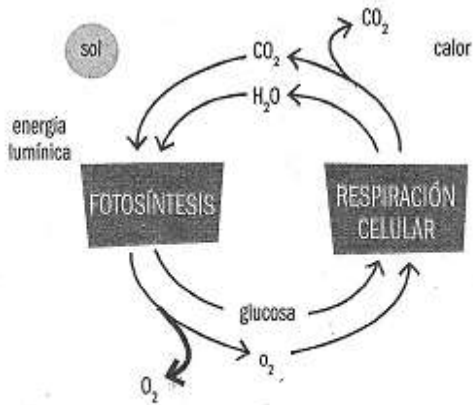 CO₂
sol
calor
CO₂
H₂O
energía
lumínica
FOTOSÍNTESIS
RESPIRACIÓN
CELULAR
glucosa
O₂
O₂